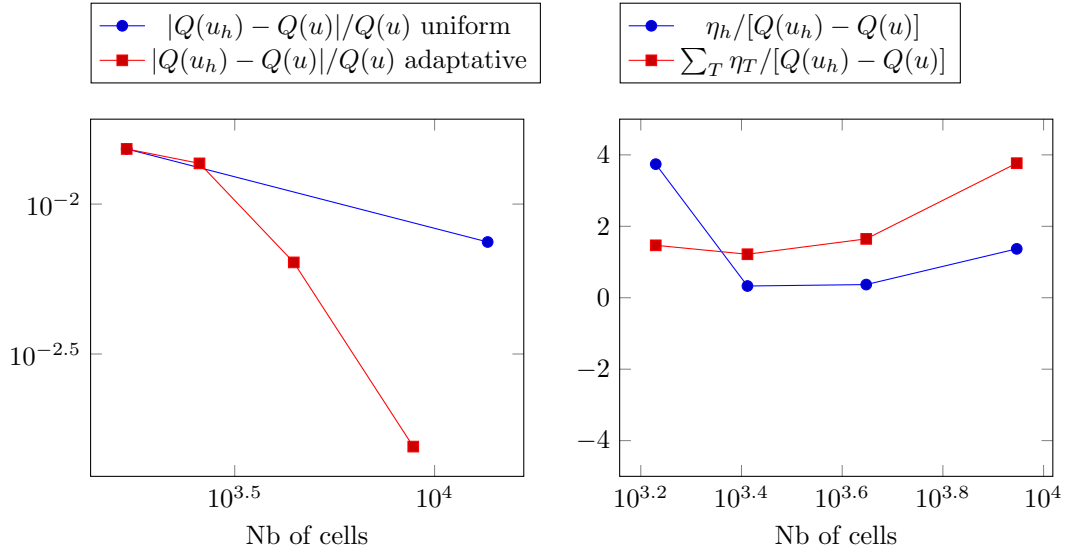 |Q(u_h) − Q(u)|/Q(u) uniform
|Q(u_h) − Q(u)|/Q(u) adaptative
10^−2
10^−2.5
10^3.5 10^4
Nb of cells
η_h/[Q(u_h) − Q(u)]
∑_T η_T/[Q(u_h) − Q(u)]
4
2
0
−2
−4
10^3.2 10^3.4 10^3.6 10^3.8 10^4
Nb of cells